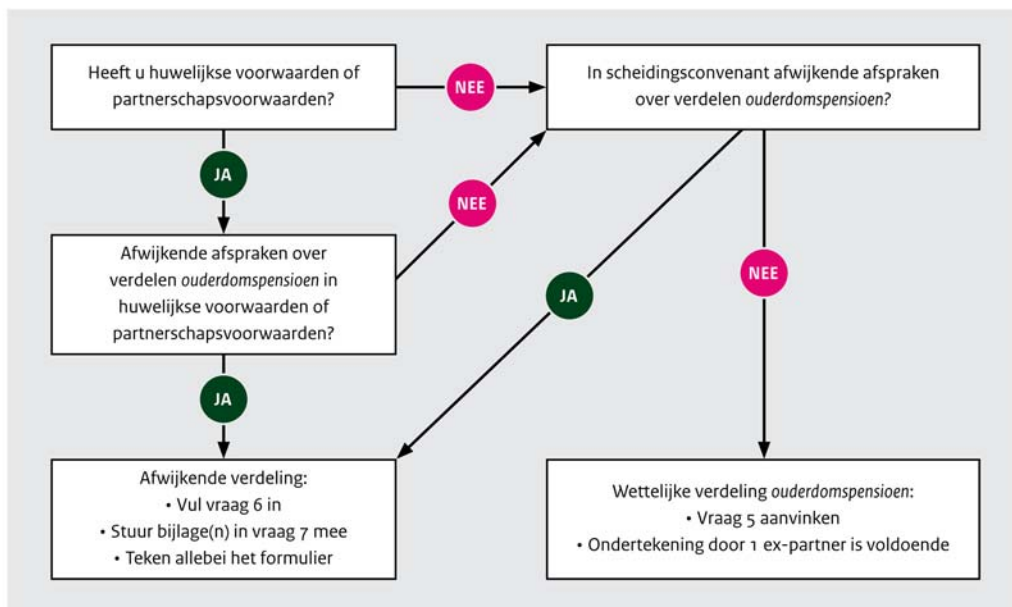 Heeft u huwelijkse voorwaarden of
partnerschapsvoorwaarden?
NEE
In scheidingsconvenant afwijkende afspraken
over verdelen ouderdomspensioen?
JA
NEE
Afwijkende afspraken over
verdelen ouderdomspensioen in
huwelijkse voorwaarden of
partnerschapsvoorwaarden?
JA
NEE
JA
Afwijkende verdeling:
• Vul vraag 6 in
• Stuur bijlage(n) in vraag 7 mee
• Teken allebei het formulier
Wettelijke verdeling ouderdomspensioen:
• Vraag 5 aanvinken
• Ondertekening door 1 ex-partner is voldoende